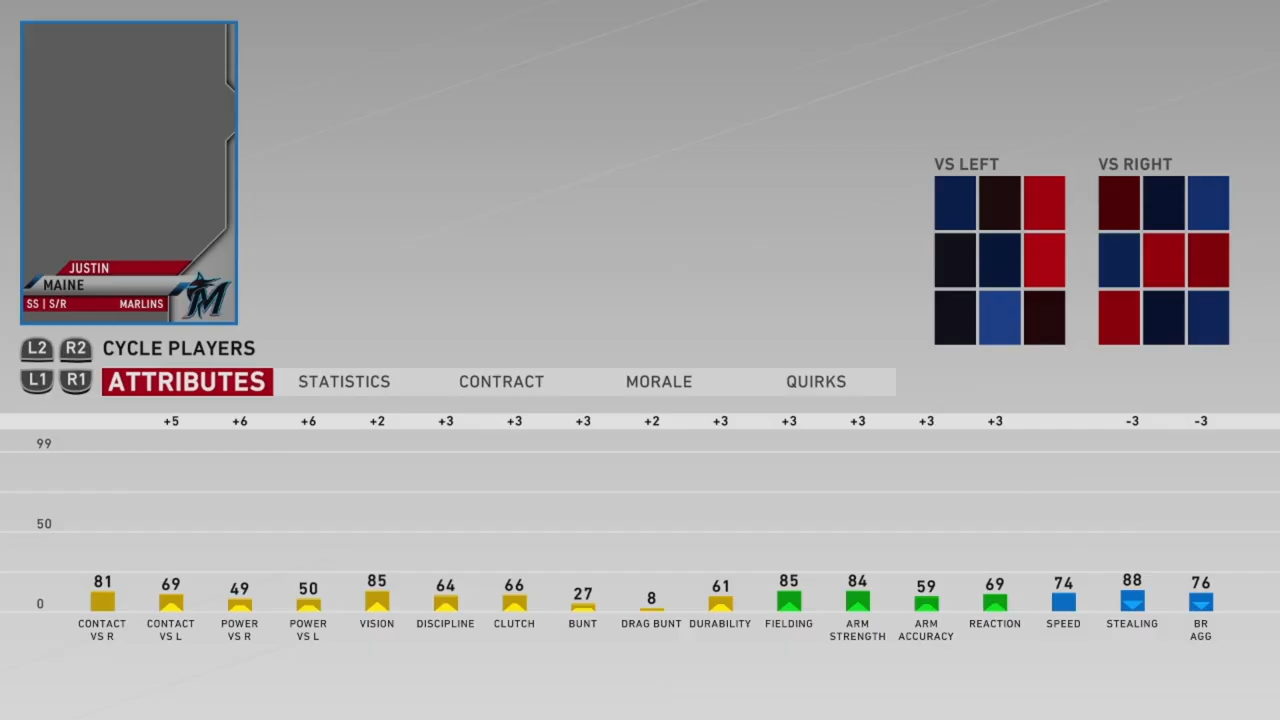 VS LEFT
VS RIGHT
JUSTIN
MAINE
SS | S/R MARLINS
M
L2 R2 CYCLE PLAYERS
L1 R1 ATTRIBUTES STATISTICS CONTRACT MORALE QUIRKS
+5 +6 +6 +2 +3 +3 +3 +2 +3 +3 +3 +3 +3 -3 -3
99
50
0
81 69 49 50 85 64 66 27 8 61 85 84 59 69 74 88 76
CONTACT CONTACT POWER POWER VISION DISCIPLINE CLUTCH BUNT DRAG BUNT DURABILITY FIELDING ARM ARM REACTION SPEED STEALING BR
VS R VS L VS R VS L STRENGTH ACCURACY AGG